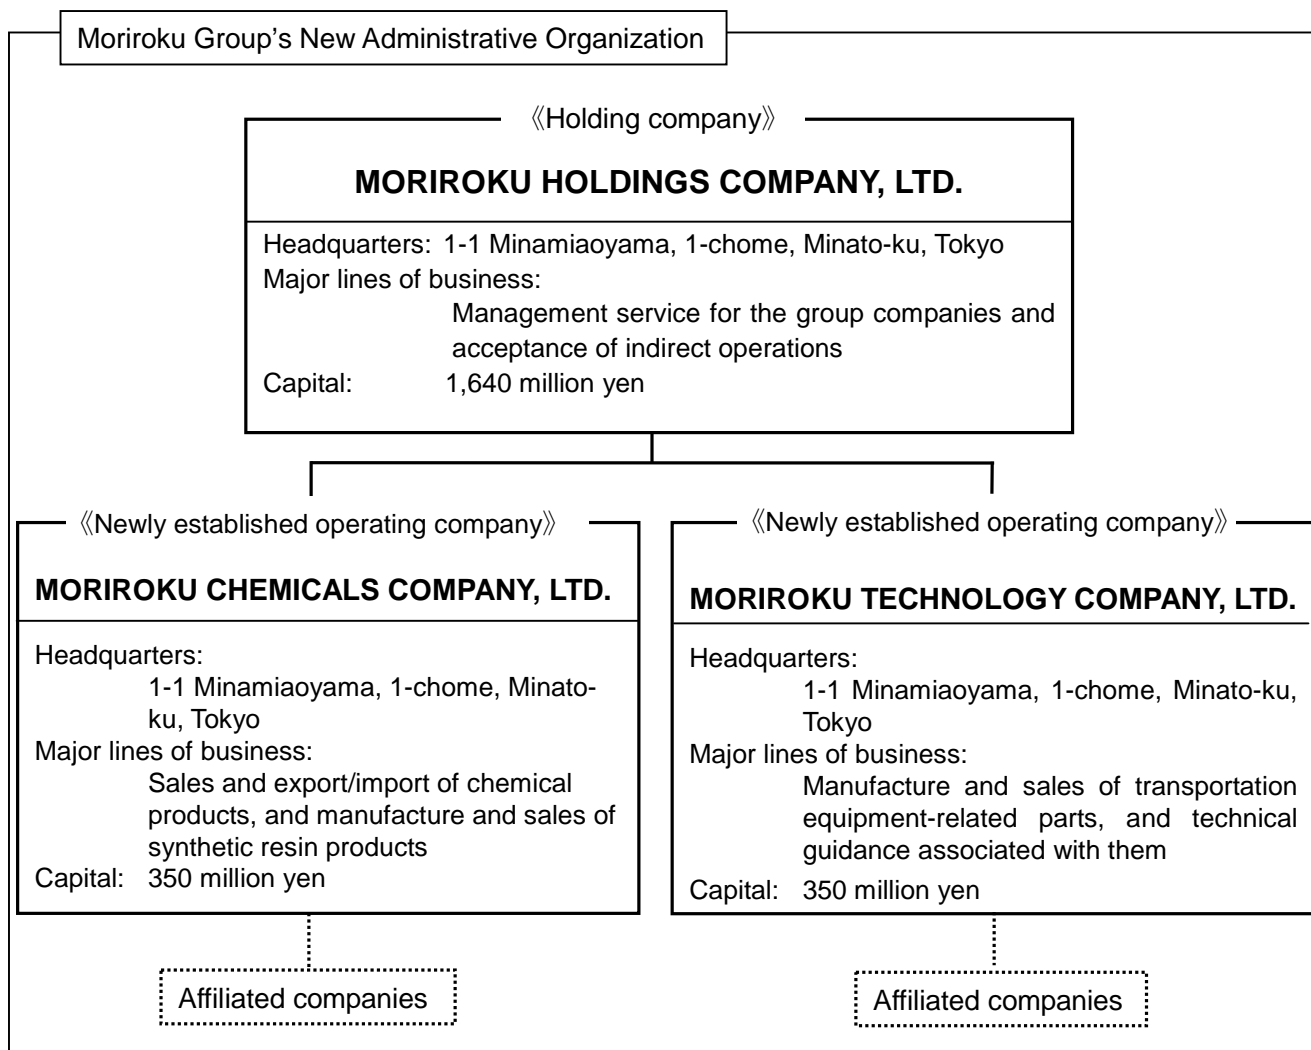 Moriroku Group’s New Administrative Organization
《Holding company》
MORIROKU HOLDINGS COMPANY, LTD.
Headquarters: 1-1 Minamiaoyama, 1-chome, Minato-ku, Tokyo
Major lines of business:
Management service for the group companies and
acceptance of indirect operations
Capital: 1,640 million yen
《Newly established operating company》
MORIROKU CHEMICALS COMPANY, LTD.
Headquarters:
1-1 Minamiaoyama, 1-chome, Minato-
ku, Tokyo
Major lines of business:
Sales and export/import of chemical
products, and manufacture and sales of
synthetic resin products
Capital: 350 million yen
Affiliated companies
《Newly established operating company》
MORIROKU TECHNOLOGY COMPANY, LTD.
Headquarters:
1-1 Minamiaoyama, 1-chome, Minato-ku,
Tokyo
Major lines of business:
Manufacture and sales of transportation
equipment-related parts, and technical
guidance associated with them
Capital: 350 million yen
Affiliated companies